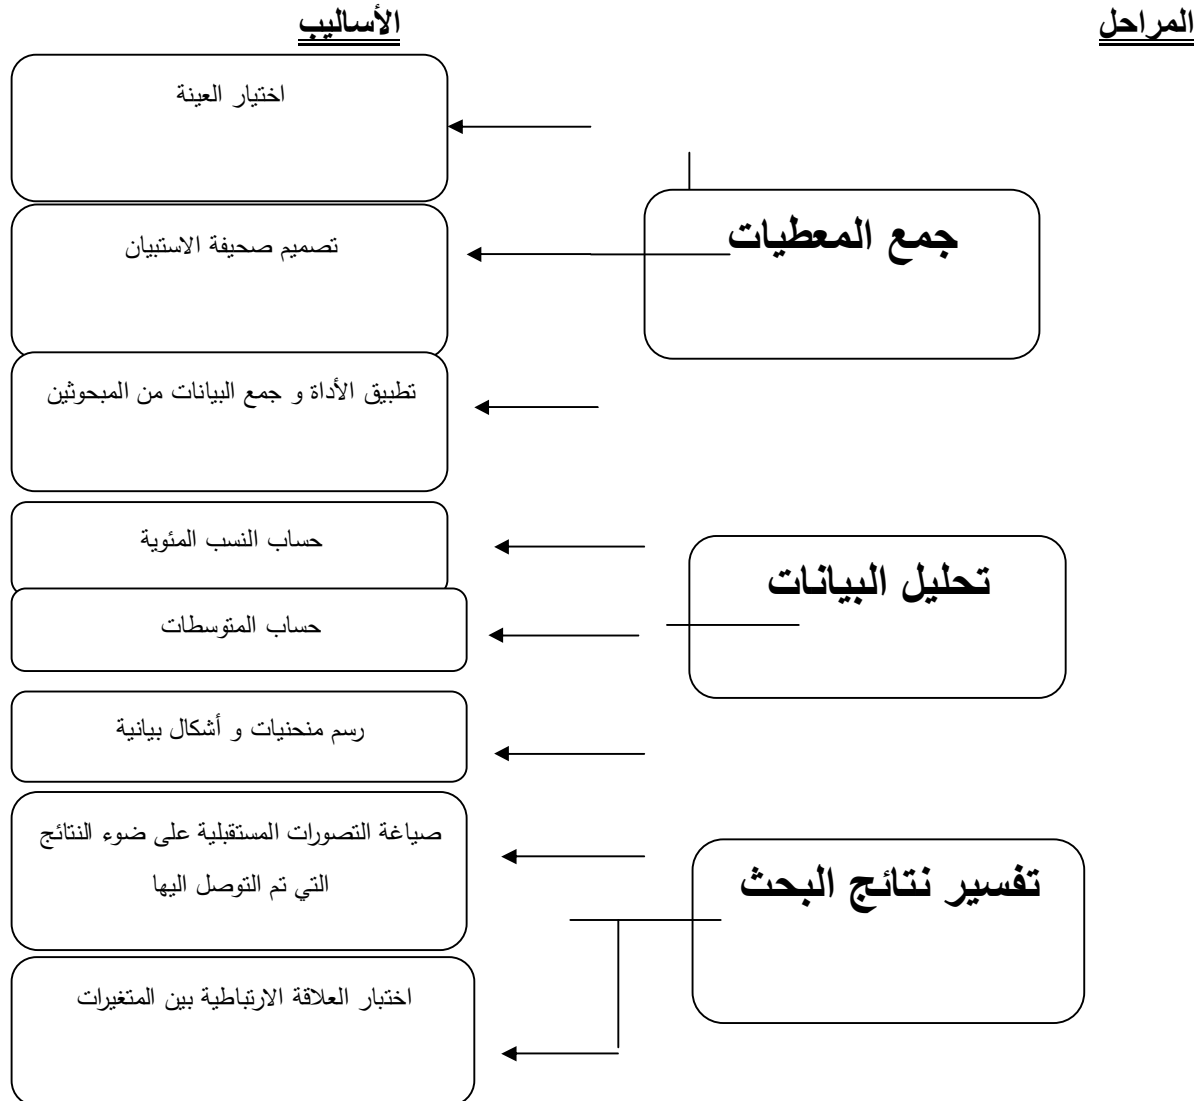 المراحل
الأساليب
اختيار العينة
جمع المعطيات
تصميم صحيفة الاستبيان
تطبيق الأداة و جمع البيانات من المبحوثين
حساب النسب المئوية
تحليل البيانات
حساب المتوسطات
رسم منحنيات و أشكال بيانية
صياغة التصورات المستقبلية على ضوء النتائج
التي تم التوصل اليها
تفسير نتائج البحث
اختبار العلاقة الارتباطية بين المتغيرات